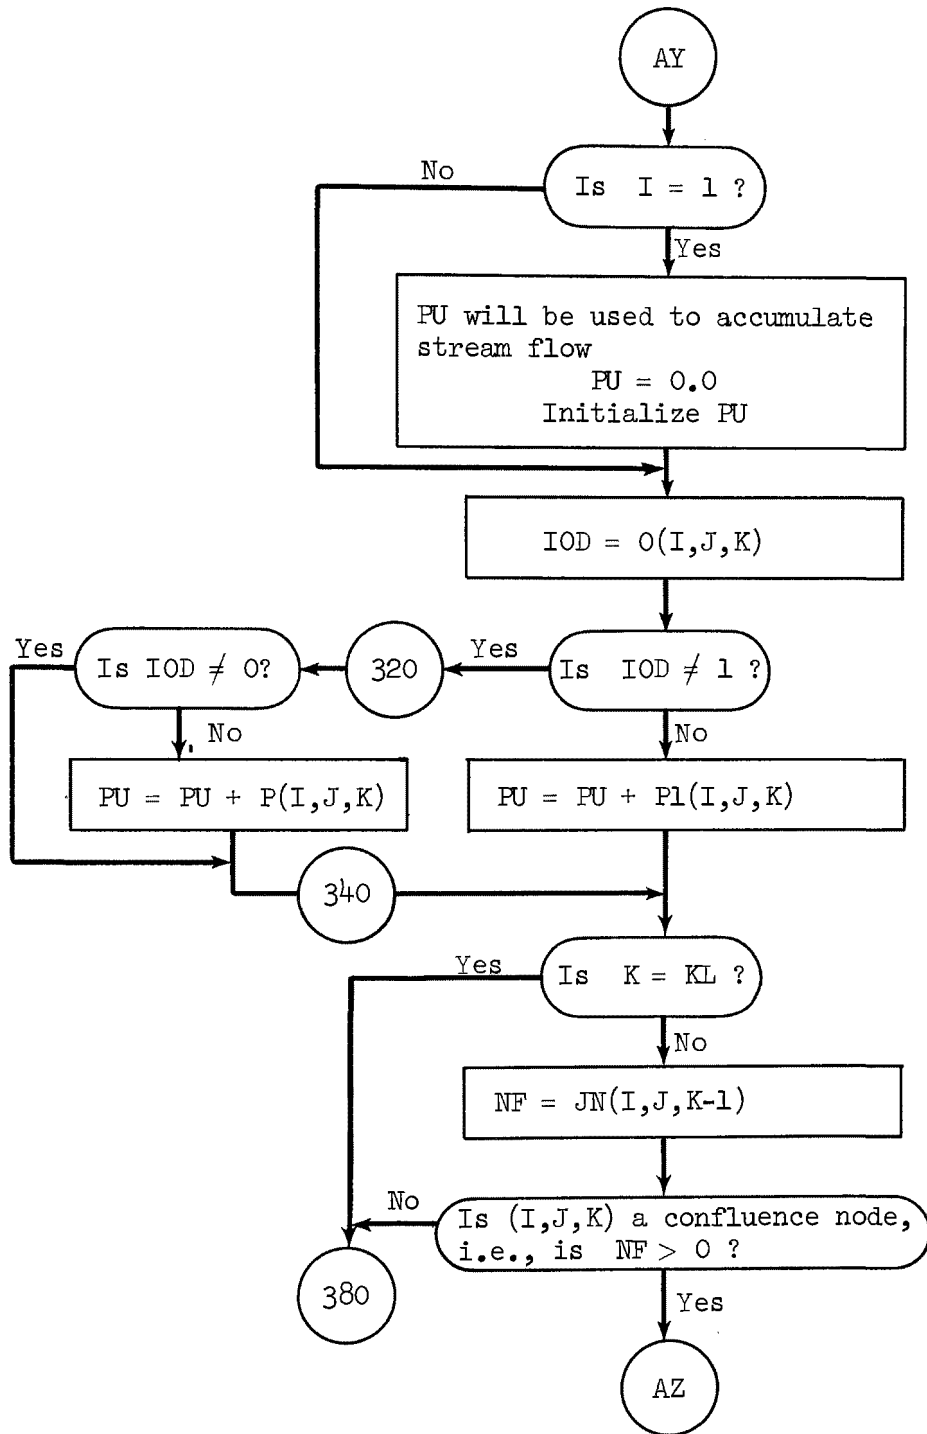 AY
No
Is I = 1 ?
Yes
PU will be used to accumulate
stream flow
PU = 0.0
Initialize PU
IOD = O(I,J,K)
Yes
Is IOD ≠ 0?
320
Yes
Is IOD ≠ 1 ?
No
No
PU = PU + P(I,J,K)
PU = PU + P1(I,J,K)
340
Yes
Is K = KL ?
No
NF = JN(I,J,K-1)
No
Is (I,J,K) a confluence node,
i.e., is NF > 0 ?
380
Yes
AZ